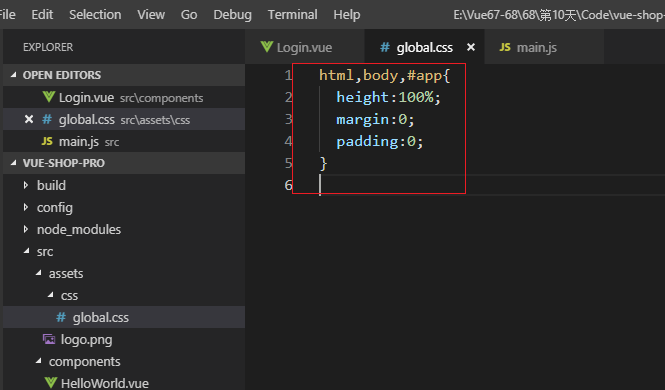 File Edit Selection View Go Debug Terminal Help E:\Vue67-68\68\第10天\Code\vue-shop-
EXPLORER
Login.vue # global.css × main.js
OPEN EDITORS
Login.vue src\components
× # global.css src\assets\css
JS main.js src
VUE-SHOP-PRO
build
config
node_modules
src
assets
css
# global.css
logo.png
components
HelloWorld.vue
1 html,body,#app{
2 height:100%;
3 margin:0;
4 padding:0;
5 }
6